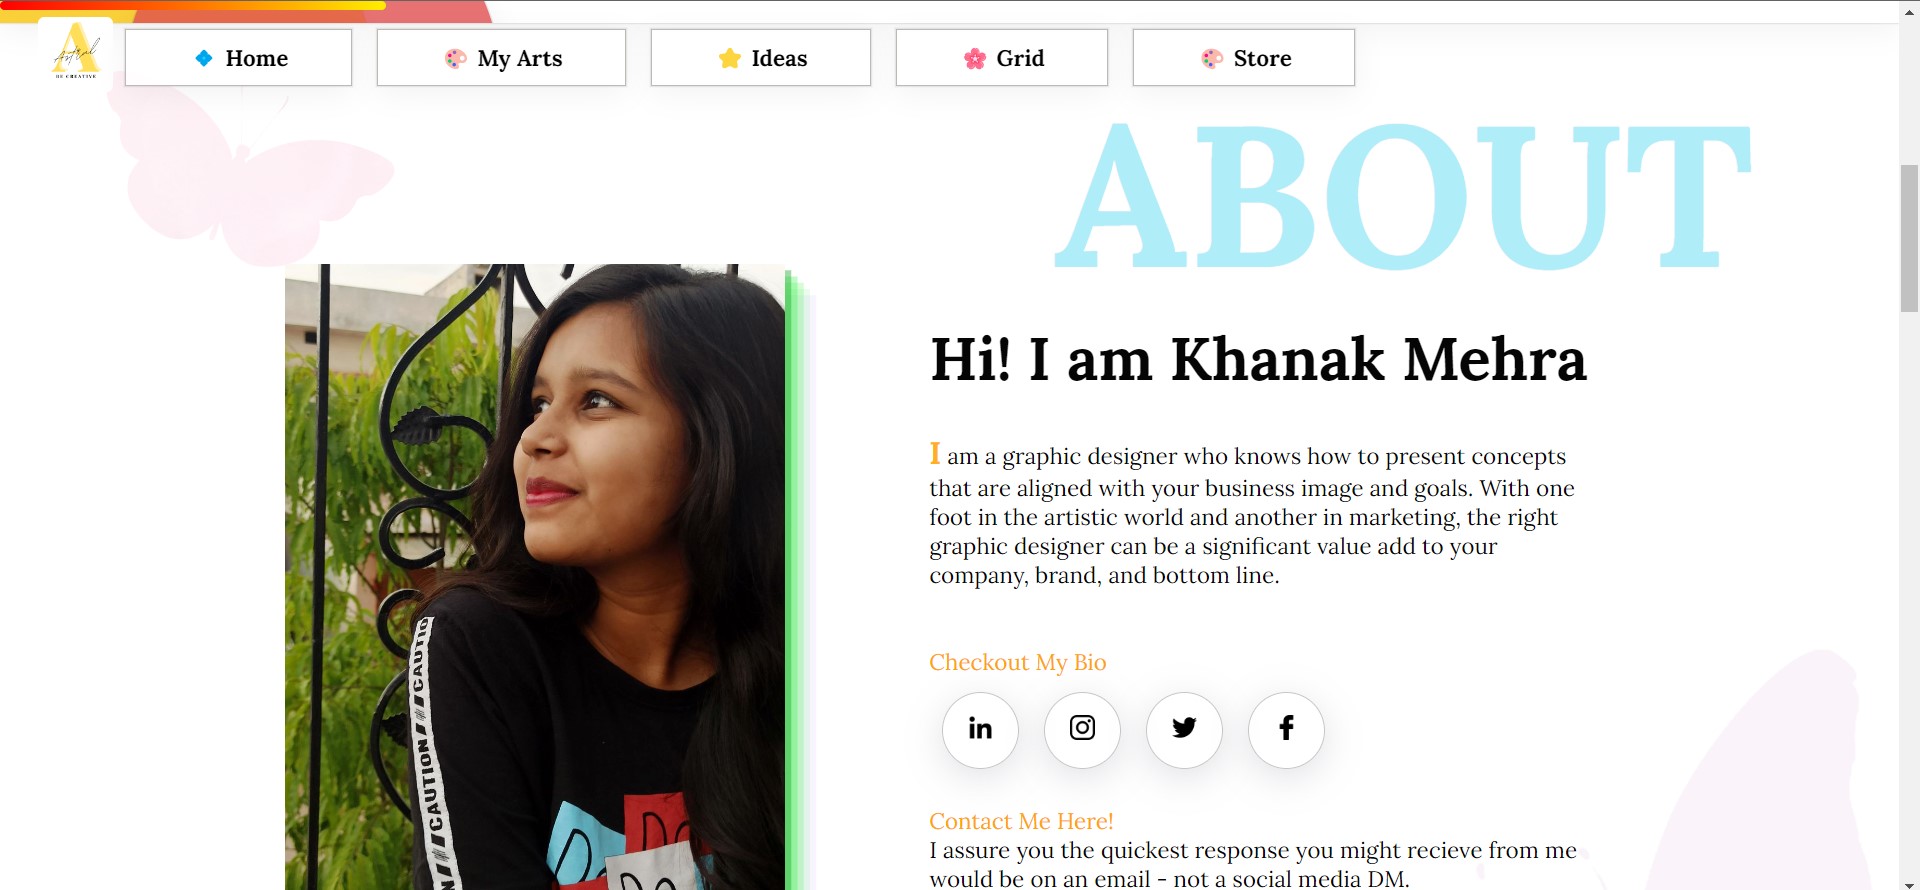 A
BE CREATIVE
Home
My Arts
Ideas
Grid
Store
ABOUT
Hi! I am Khanak Mehra
I am a graphic designer who knows how to present concepts
that are aligned with your business image and goals. With one
foot in the artistic world and another in marketing, the right
graphic designer can be a significant value add to your
company, brand, and bottom line.
Checkout My Bio
in
f
Contact Me Here!
I assure you the quickest response you might recieve from me
would be on an email - not a social media DM.
CAUTIO
CAUTION